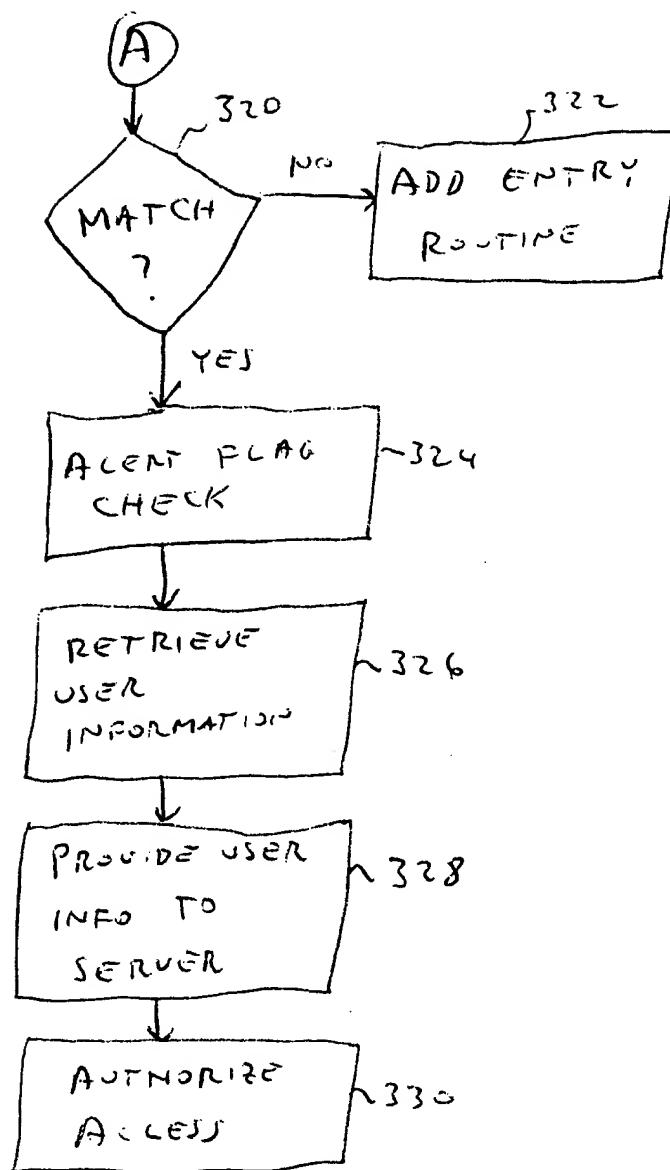 A
320
322
MATCH
?
NO
ADD ENTRY
ROUTINE
YES
ALERT FLAG
CHECK
324
RETRIEVE
USER
INFORMATION
326
PROVIDE USER
INFO TO
SERVER
328
AUTHORIZE
ACCESS
330